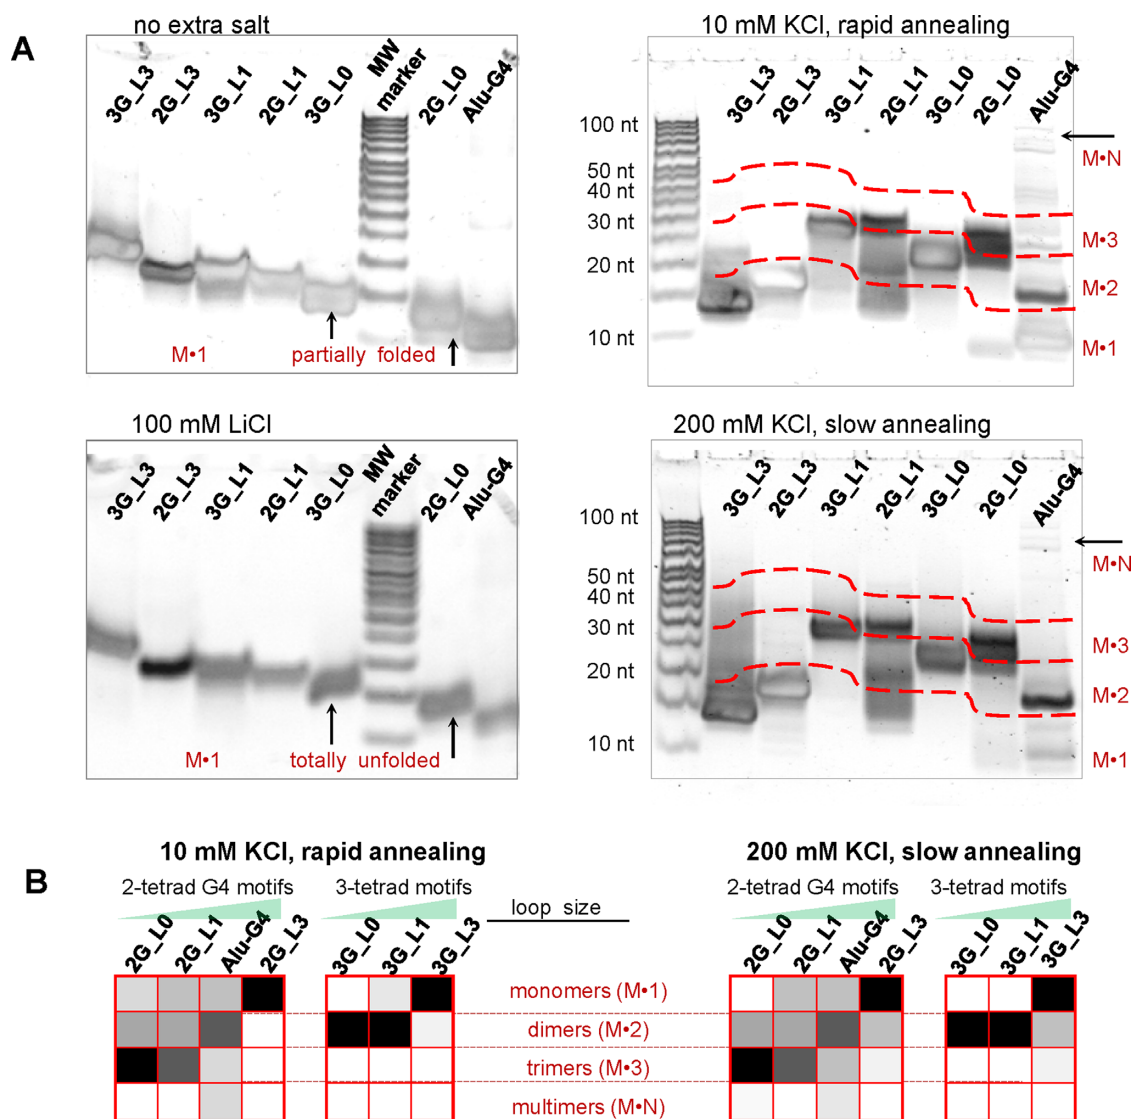 A
no extra salt
3G_L3
2G_L3
3G_L1
2G_L1
3G_L0
MW
marker
2G_L0
Alu-G4
M•1 partially folded
10 mM KCl, rapid annealing
3G_L3
2G_L3
3G_L1
2G_L1
3G_L0
2G_L0
Alu-G4
100 nt
50 nt
40 nt
30 nt
20 nt
10 nt
M•N
M•3
M•2
M•1
100 mM LiCl
3G_L3
2G_L3
3G_L1
2G_L1
3G_L0
MW
marker
2G_L0
Alu-G4
M•1 totally unfolded
200 mM KCl, slow annealing
3G_L3
2G_L3
3G_L1
2G_L1
3G_L0
2G_L0
Alu-G4
100 nt
50 nt
40 nt
30 nt
20 nt
10 nt
M•N
M•3
M•2
M•1
B
10 mM KCl, rapid annealing
2-tetrad G4 motifs
3-tetrad motifs
2G_L0
2G_L1
Alu-G4
2G_L3
3G_L0
3G_L1
3G_L3
loop size
monomers (M•1)
dimers (M•2)
trimers (M•3)
multimers (M•N)
200 mM KCl, slow annealing
2-tetrad G4 motifs
3-tetrad motifs
2G_L0
2G_L1
Alu-G4
2G_L3
3G_L0
3G_L1
3G_L3